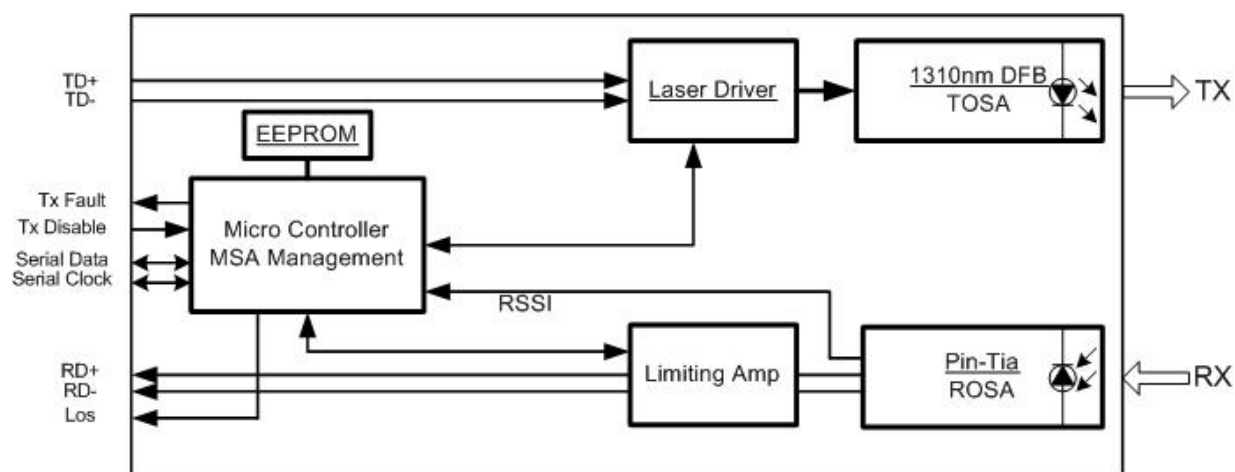 TD+
TD-
Laser Driver
1310nm DFB
TOSA
TX
EEPROM
Tx Fault
Tx Disable
Serial Data
Serial Clock
Micro Controller
MSA Management
RSSI
RD+
RD-
Los
Limiting Amp
Pin-Tia
ROSA
RX